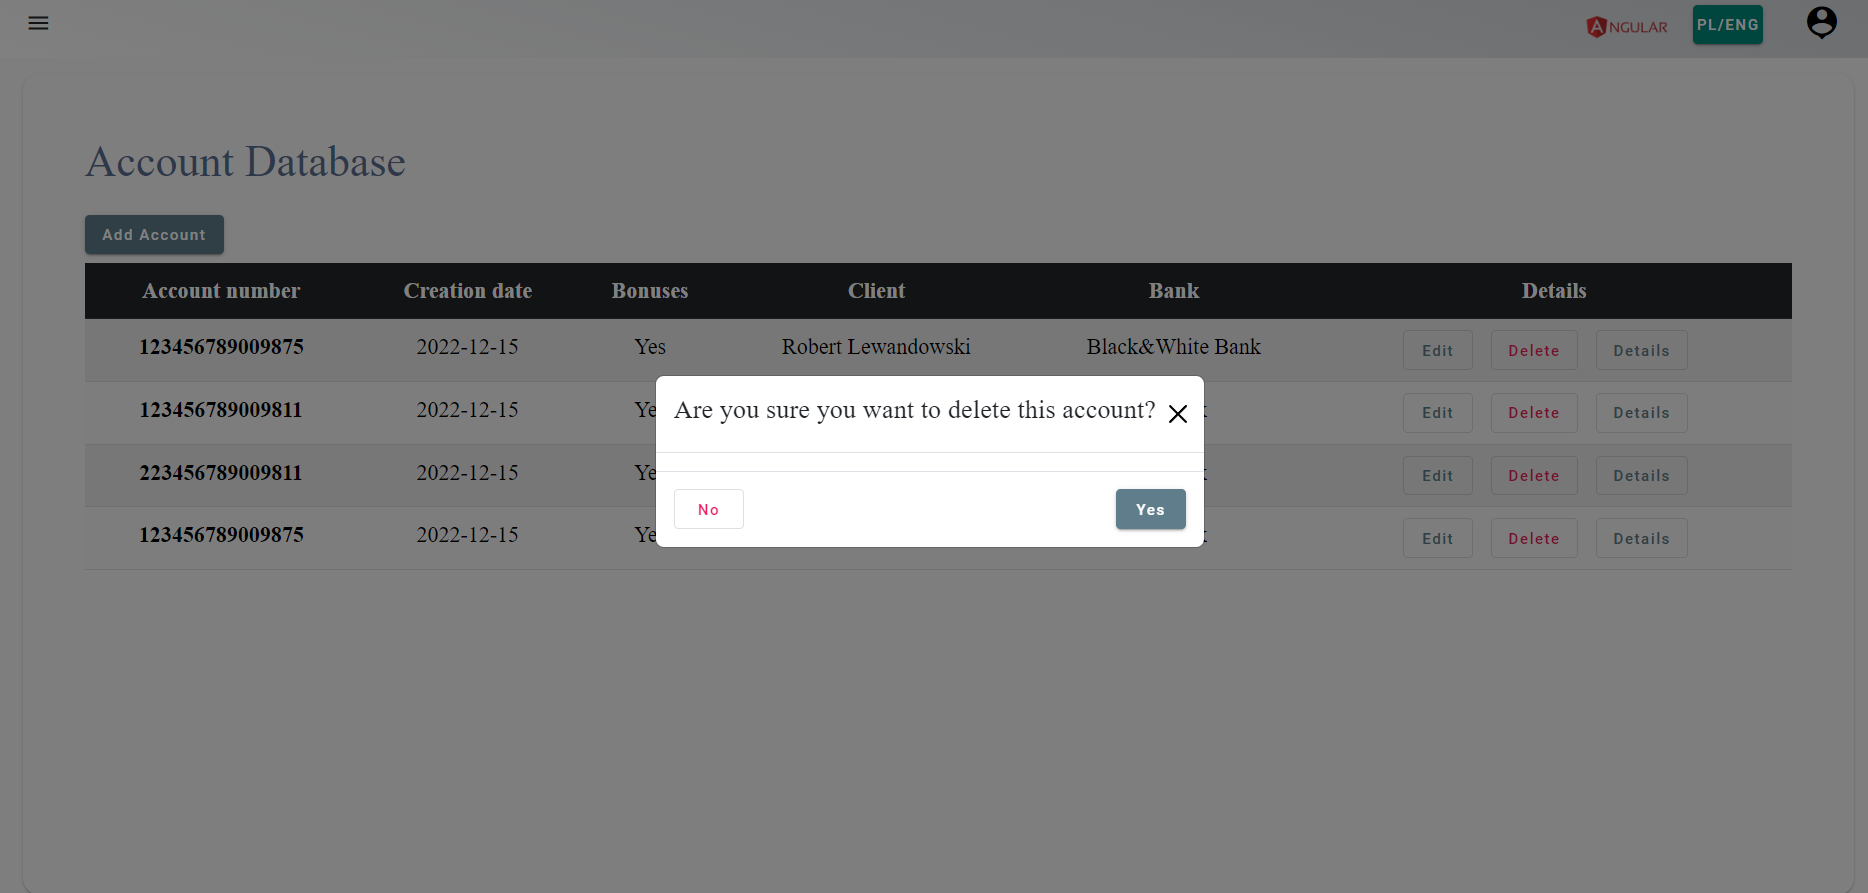 ANGULAR PL/ENG
Account Database
Add Account
Account number Creation date Bonuses Client Bank Details
123456789009875 2022-12-15 Yes Robert Lewandowski Black&White Bank Edit Delete Details
123456789009811 2022-12-15 Edit Delete Details
223456789009811 2022-12-15 Edit Delete Details
123456789009875 2022-12-15 Edit Delete Details
Are you sure you want to delete this account?
No Yes